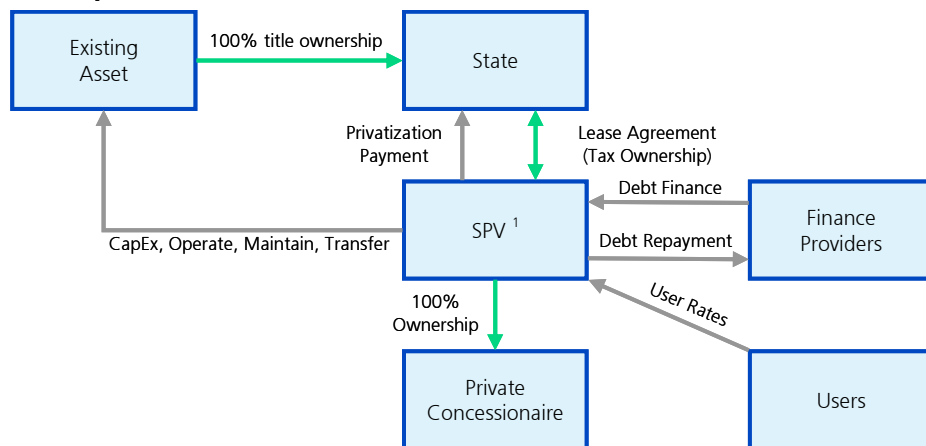 Existing
Asset
100% title ownership
State
Privatization
Payment
Lease Agreement
(Tax Ownership)
Debt Finance
SPV 1
Finance
Providers
CapEx, Operate, Maintain, Transfer
Debt Repayment
User Rates
100%
Ownership
Private
Concessionaire
Users